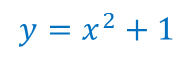 y = x² + 1